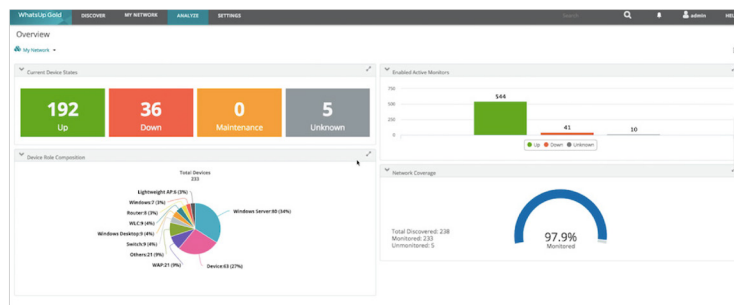 WhatsUp Gold DISCOVER MY NETWORK ANALYZE SETTINGS Search admin
Overview
My Network
Current Device States
192
Up
36
Down
0
Maintenance
5
Unknown
Enabled Active Monitors
750
500
250
0
544
41
10
Up Down Unknown
Device Role Composition
Total Devices
233
Lightweight AP:6 (3%)
Windows:7 (3%)
Router:8 (3%)
WLC:9 (4%)
Windows Desktop:9 (4%)
Switch:9 (4%)
Others:21 (9%)
WAP:21 (9%)
Device:63 (27%)
Windows Server:80 (34%)
Network Coverage
Total Discovered: 238
Monitored: 233
Unmonitored: 5
97.9%
Monitored